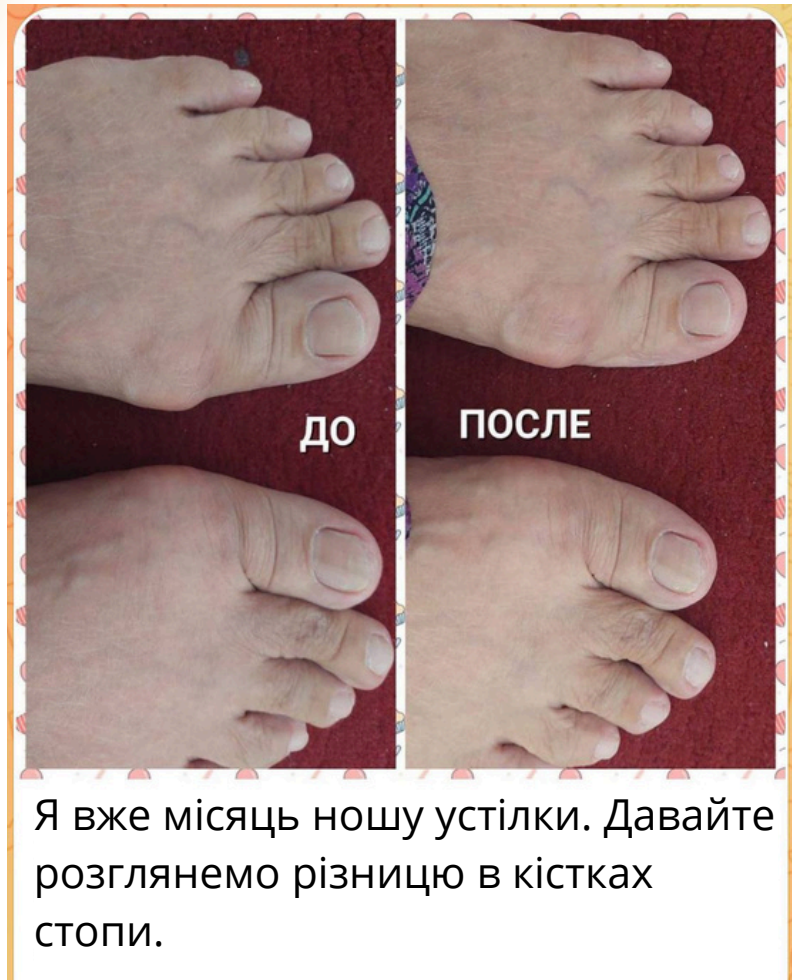 ДО
ПОСЛЕ
Я вже місяць ношу устілки. Давайте
розглянемо різницю в кістках
стопи.